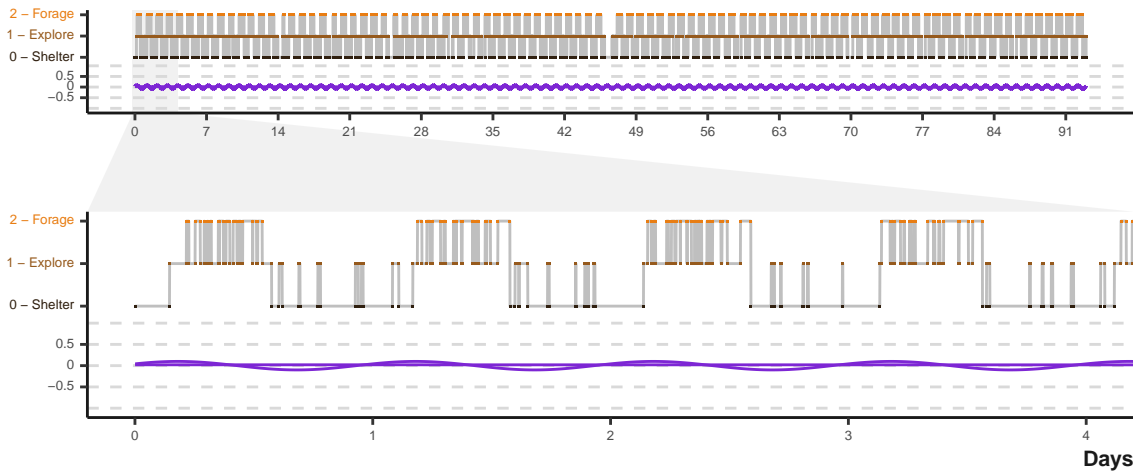 2 – Forage
1 – Explore
0 – Shelter
0.5
0
−0.5
0 7 14 21 28 35 42 49 56 63 70 77 84 91
2 – Forage
1 – Explore
0 – Shelter
0.5
0
−0.5
0 1 2 3 4
Days